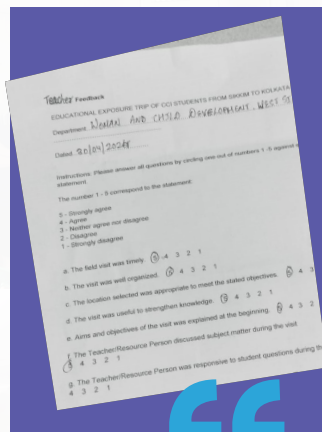 Teacher Feedback
EDUCATIONAL EXPOSURE TRIP OF CCI STUDENTS FROM SIKKIM TO KOLKATA
Department: WOMAN AND CHILD DEVELOPMENT, WEST
Dated
Instructions: Please answer all questions by circling one out of numbers 1 -5 against
statement.
The number 1 - 5 correspond to the statement:
5 - Strongly agree
4 - Agree
3 - Neither agree nor disagree
2 - Disagree
1 - Strongly disagree
a. The field visit was timely. 5 4 3 2 1
b. The visit was well organized. 5 4 3 2 1
c. The location selected was appropriate to meet the stated objectives. 5 4 3
d. The visit was useful to strengthen knowledge. 5 4 3 2 1
e. Aims and objectives of the visit was explained at the beginning. 5 4 3 2
f. The Teacher/Resource Person discussed subject matter during the visit
5 4 3 2 1
g. The Teacher/Resource Person was responsive to student questions during
4 3 2 1